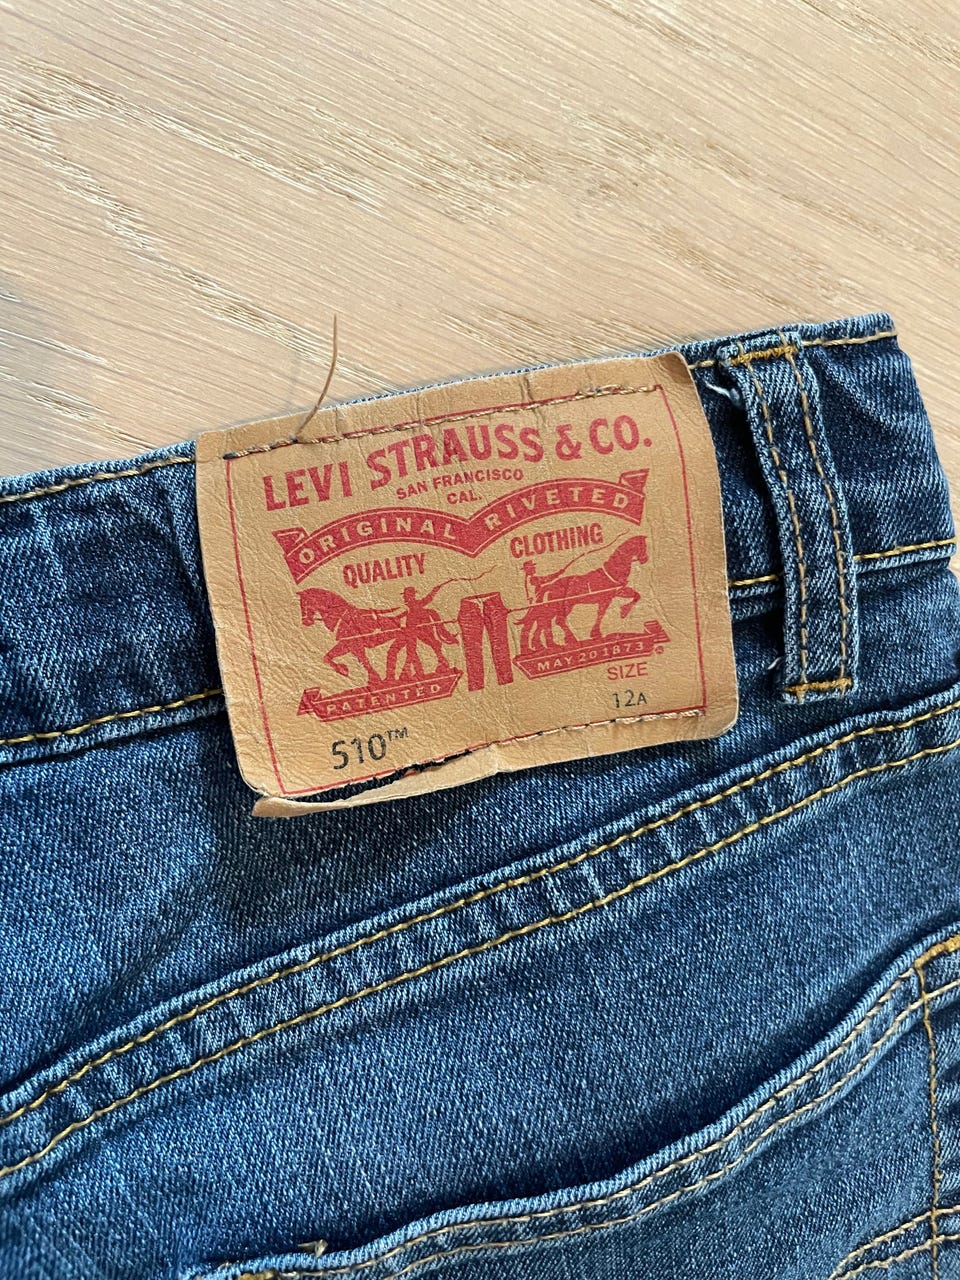 LEVI STRAUSS & CO.
SAN FRANCISCO
CAL.
ORIGINAL RIVETED
QUALITY CLOTHING
PATENTED MAY 20 1873
SIZE
510™ 12A